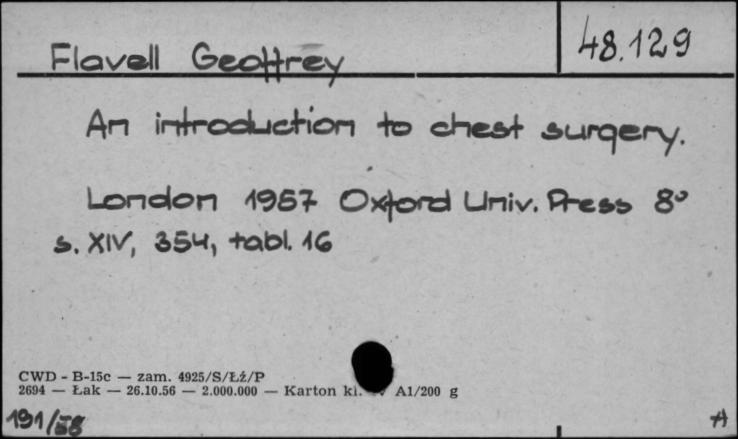 Flavell Geoffrey
48.129
An introduction to chest surgery.
London 1957 Oxford Univ. Press 8°
s. XIV, 354, tabl. 16
CWD - B-15c — zam. 4925/S/Łź/P
2694 — Łak — 26.10.56 — 2.000.000 — Karton kl. V A1/200 g
191/58
A